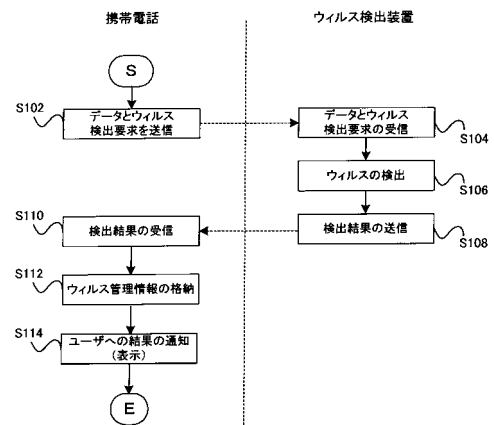 携帯電話
ウィルス検出装置
S
S102
データとウィルス
検出要求を送信
データとウィルス
検出要求の受信
S104
ウィルスの検出
S106
S110
検出結果の受信
検出結果の送信
S108
S112
ウィルス管理情報の格納
S114
ユーザへの結果の通知
(表示)
E